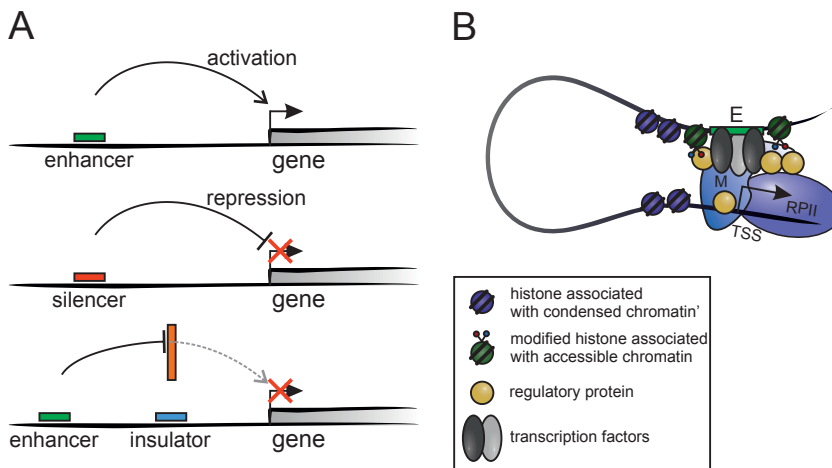 A
activation
enhancer
gene
repression
silencer
gene
enhancer
insulator
gene
B
E
M
RPII
TSS
histone associated
with condensed chromatin'
modified histone associated
with accessible chromatin
regulatory protein
transcription factors